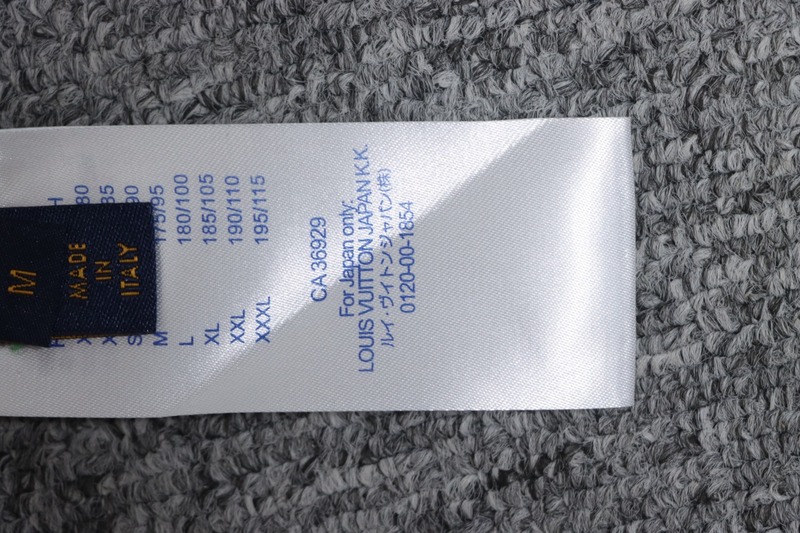 M
MADE
IN
ITALY
M 175/95
L 180/100
XL 185/105
XXL 190/110
XXXL 195/115
CA 36929
For Japan only:
LOUIS VUITTON JAPAN K.K.
ルイ・ヴィトン ジャパン(株)
0120-00-1854